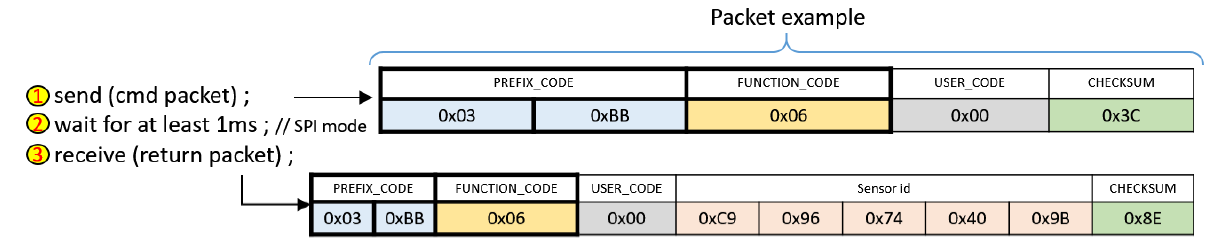 Packet example
PREFIX_CODE FUNCTION_CODE USER_CODE CHECKSUM
1 send (cmd packet) ;
0x03 0xBB 0x06 0x00 0x3C
2 wait for at least 1ms ; // SPI mode
3 receive (return packet) ;
PREFIX_CODE FUNCTION_CODE USER_CODE Sensor id CHECKSUM
0x03 0xBB 0x06 0x00 0xC9 0x96 0x74 0x40 0x9B 0x8E